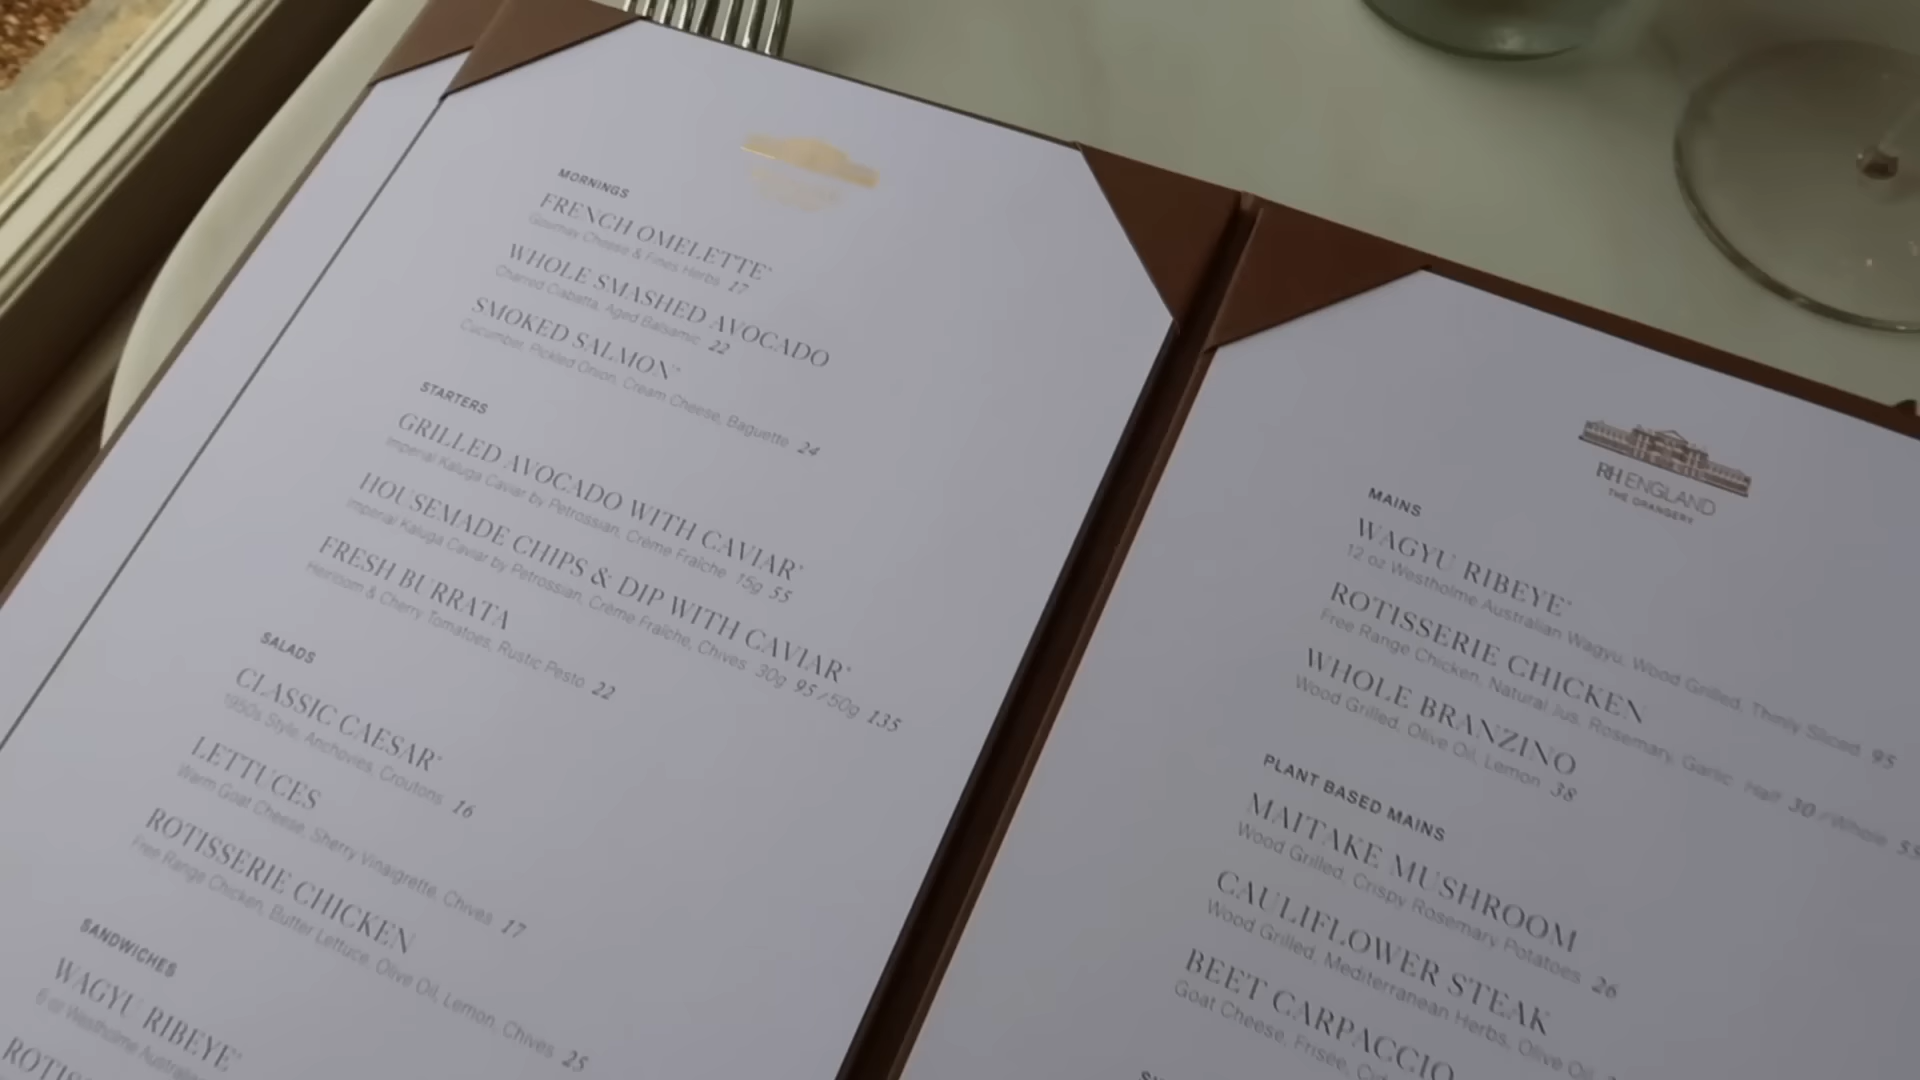 MORNINGS
FRENCH OMELETTE*
Gournay Cheese & Fines Herbs 17
WHOLE SMASHED AVOCADO
Charred Ciabatta, Aged Balsamic 22
SMOKED SALMON**
Cucumber, Pickled Onion, Cream Cheese, Baguette 24
STARTERS
GRILLED AVOCADO WITH CAVIAR*
Imperial Kaluga Caviar by Petrossian, Crème Fraîche 15g 55
HOUSEMADE CHIPS & DIP WITH CAVIAR*
Imperial Kaluga Caviar by Petrossian, Crème Fraîche, Chives 30g 95 / 50g 135
FRESH BURRATA
Heirloom & Cherry Tomatoes, Rustic Pesto 22
SALADS
CLASSIC CAESAR*
1950s Style, Anchovies, Croutons 16
LETTUCES
Warm Goat Cheese, Sherry Vinaigrette, Chives 17
ROTISSERIE CHICKEN
Free Range Chicken, Butter Lettuce, Olive Oil, Lemon, Chives 25
SANDWICHES
WAGYU RIBEYE**
6 oz Westholme Australian
RH ENGLAND
THE ORANGERY
MAINS
WAGYU RIBEYE*
12 oz Westholme Australian Wagyu, Wood Grilled, Thinly Sliced 95
ROTISSERIE CHICKEN
Free Range Chicken, Natural Jus, Rosemary, Garlic Half 30 / Whole 55
WHOLE BRANZINO
Wood Grilled, Olive Oil, Lemon 38
PLANT BASED MAINS
MAITAKE MUSHROOM
Wood Grilled, Crispy Rosemary Potatoes 26
CAULIFLOWER STEAK
Wood Grilled, Mediterranean Herbs, Olive Oil
BEET CARPACCIO
Goat Cheese, Frisée,